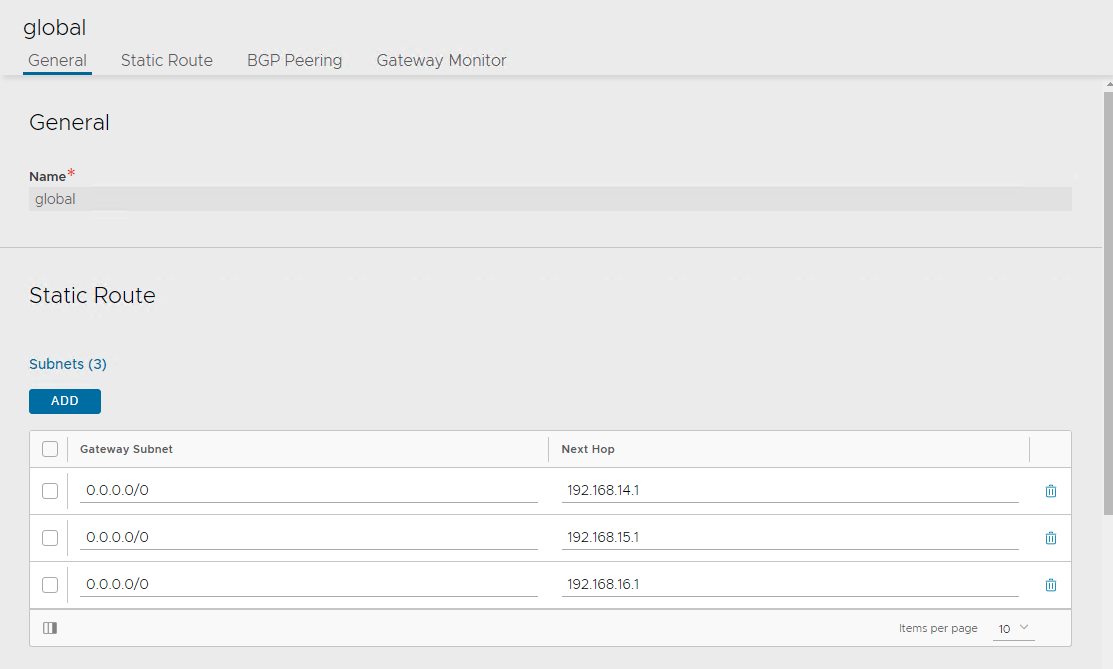 global
General Static Route BGP Peering Gateway Monitor
General
Name*
global
Static Route
Subnets (3)
ADD
Gateway Subnet Next Hop
0.0.0.0/0 192.168.14.1
0.0.0.0/0 192.168.15.1
0.0.0.0/0 192.168.16.1
Items per page 10